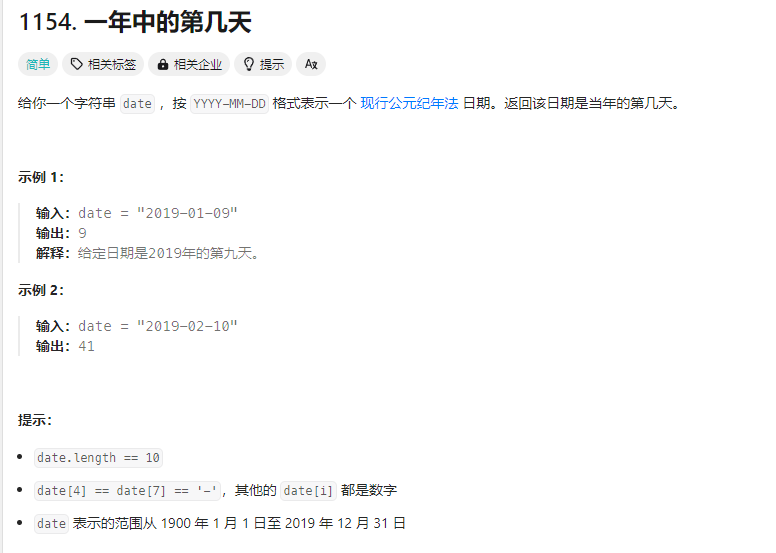 1154. 一年中的第几天
简单 相关标签 相关企业 提示
给你一个字符串 date ，按 YYYY-MM-DD 格式表示一个 现行公元纪年法 日期。返回该日期是当年的第几天。
示例 1：
输入：date = "2019-01-09"
输出：9
解释：给定日期是2019年的第九天。
示例 2：
输入：date = "2019-02-10"
输出：41
提示：
date.length == 10
date[4] == date[7] == '-'，其他的 date[i] 都是数字
date 表示的范围从 1900 年 1 月 1 日至 2019 年 12 月 31 日